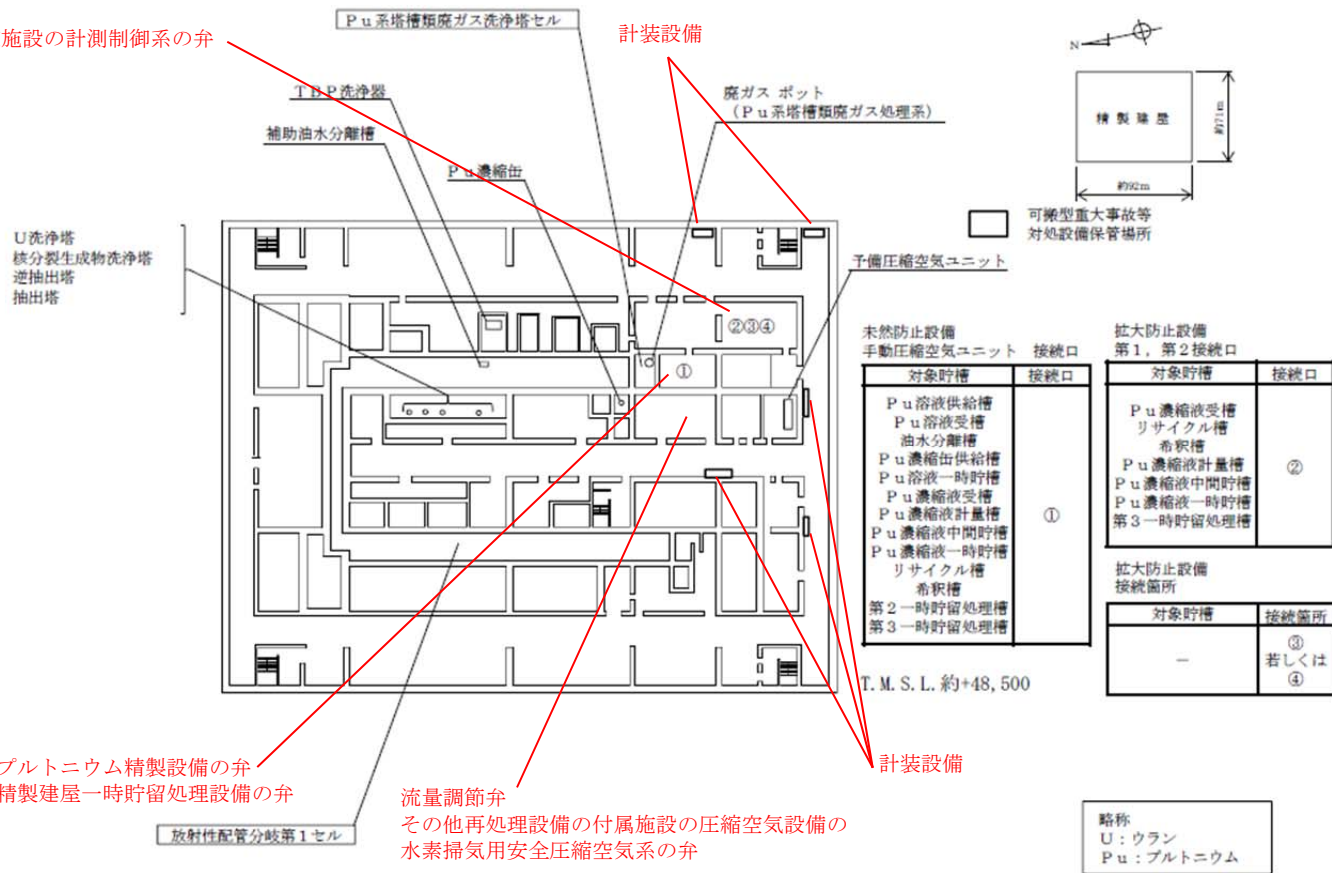 Pu系塔槽類廃ガス洗浄塔セル
施設の計測制御系の弁
計装設備
TBP洗浄器
補助油水分離槽
Pu濃縮缶
廃ガス ポット
(Pu系塔槽類廃ガス処理系)
N
精製建屋
約71m
約92m
可搬型重大事故等
対処設備保管場所
U洗浄塔
核分裂生成物洗浄塔
逆抽出塔
抽出塔
予備圧縮空気ユニット
②③④
①
未然防止設備
手動圧縮空気ユニット 接続口
対象貯槽 接続口
Pu溶液供給槽
Pu溶液受槽
油水分離槽
Pu濃縮缶供給槽
Pu溶液一時貯槽
Pu濃縮液受槽
Pu濃縮液計量槽
Pu濃縮液中間貯槽
Pu濃縮液一時貯槽
リサイクル槽
希釈槽
第2一時貯留処理槽
第3一時貯留処理槽
①
拡大防止設備
第1,第2接続口
対象貯槽 接続口
Pu濃縮液受槽
リサイクル槽
希釈槽
Pu濃縮液計量槽
Pu濃縮液中間貯槽
Pu濃縮液一時貯槽
第3一時貯留処理槽
②
拡大防止設備
接続箇所
対象貯槽 接続箇所
－
③
若しくは
④
T.M.S.L.約+48,500
プルトニウム精製設備の弁
精製建屋一時貯留処理設備の弁
計装設備
流量調節弁
その他再処理設備の付属施設の圧縮空気設備の
水素掃気用安全圧縮空気系の弁
放射性配管分岐第1セル
略称
U:ウラン
Pu:プルトニウム